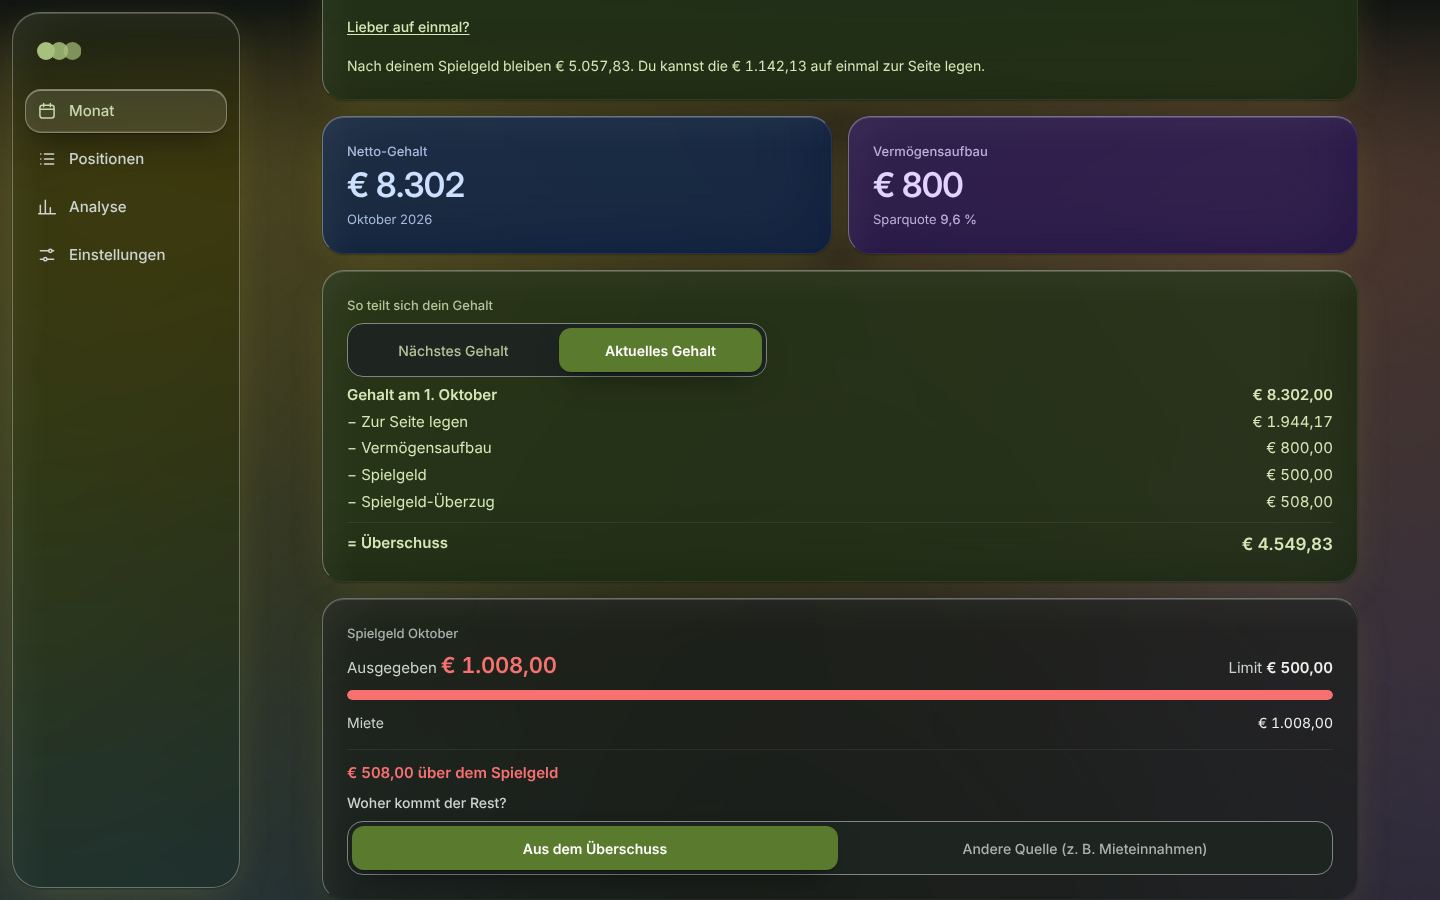 Lieber auf einmal?
Nach deinem Spielgeld bleiben € 5.057,83. Du kannst die € 1.142,13 auf einmal zur Seite legen.
Monat
Positionen
Analyse
Einstellungen
Netto-Gehalt
€ 8.302
Oktober 2026
Vermögensaufbau
€ 800
Sparquote 9,6 %
So teilt sich dein Gehalt
Nächstes Gehalt
Aktuelles Gehalt
Gehalt am 1. Oktober € 8.302,00
− Zur Seite legen € 1.944,17
− Vermögensaufbau € 800,00
− Spielgeld € 500,00
− Spielgeld-Überzug € 508,00
= Überschuss € 4.549,83
Spielgeld Oktober
Ausgegeben € 1.008,00 Limit € 500,00
Miete € 1.008,00
€ 508,00 über dem Spielgeld
Woher kommt der Rest?
Aus dem Überschuss
Andere Quelle (z. B. Mieteinnahmen)